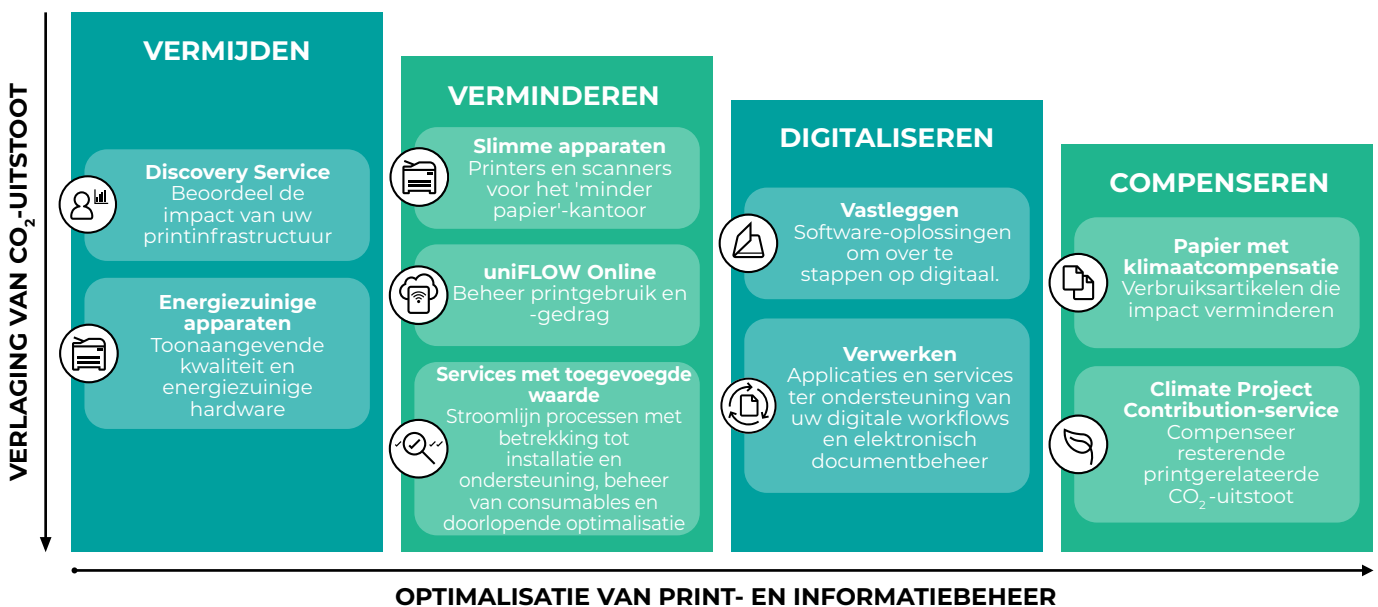 VERLAGING VAN CO₂-UITSTOOT
VERMIJDEN
Discovery Service
Beoordeel de
impact van uw
printinfrastructuur
Energiezuinige
apparaten
Toonaangevende
kwaliteit en
energiezuinige
hardware
VERMINDEREN
Slimme apparaten
Printers en scanners
voor het 'minder
papier'-kantoor
uniFLOW Online
Beheer printgebruik en
-gedrag
Services met toegevoegde
waarde
Stroomlijn processen met
betrekking tot
installatie en
ondersteuning, beheer
van consumables en
doorlopende optimalisatie
DIGITALISEREN
Vastleggen
Software-oplossingen
om over te
stappen op digitaal.
Verwerken
Applicaties en services
ter ondersteuning van
uw digitale workflows
en elektronisch
documentbeheer
COMPENSEREN
Papier met
klimaatcompensatie
Verbruiksartikelen die
impact verminderen
Climate Project
Contribution-service
Compenseer
resterende
printgerelateerde
CO₂-uitstoot
OPTIMALISATIE VAN PRINT- EN INFORMATIEBEHEER